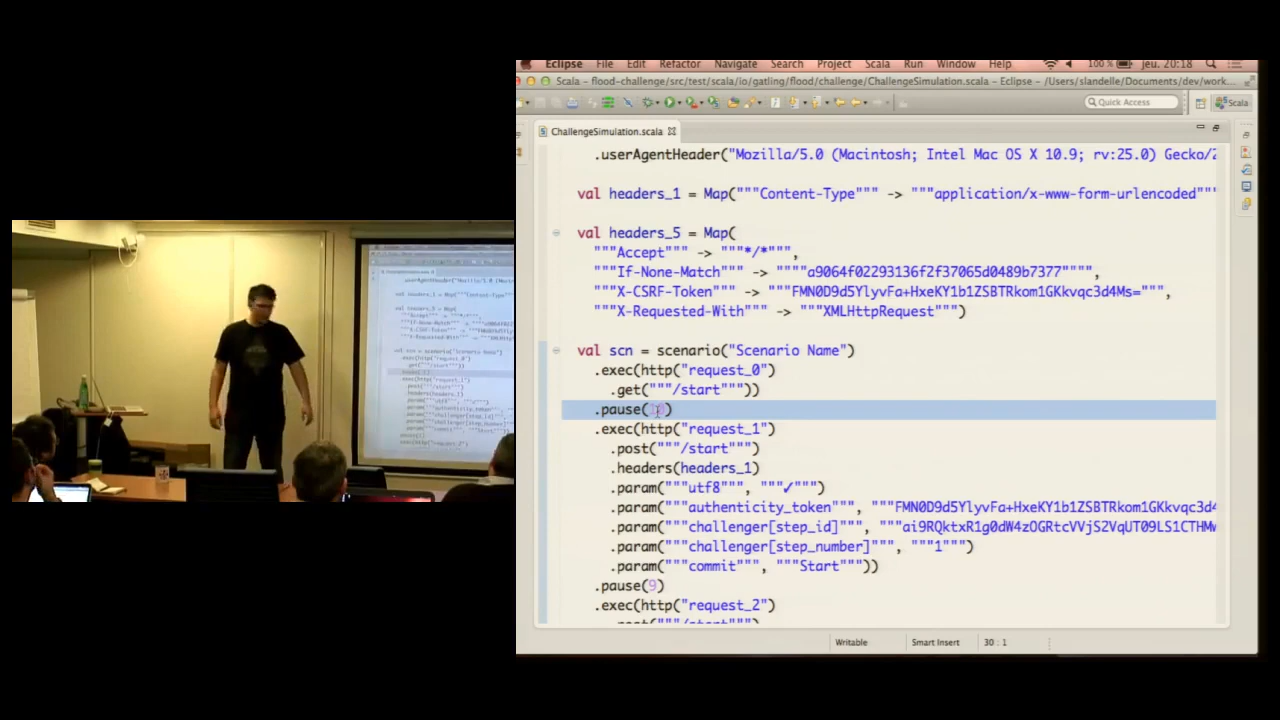 Eclipse File Edit Refactor Navigate Search Project Scala Run Window Help 100 % jeu. 20:18
Scala – flood-challenge/src/test/scala/io/gatling/flood/challenge/ChallengeSimulation.scala – Eclipse – /Users/slandelle/Documents/dev/work...
Quick Access Scala
ChallengeSimulation.scala
.userAgentHeader("Mozilla/5.0 (Macintosh; Intel Mac OS X 10.9; rv:25.0) Gecko/2
val headers_1 = Map("""Content-Type""" -> """application/x-www-form-urlencoded"""
val headers_5 = Map(
"""Accept""" -> """*/*""",
"""If-None-Match""" -> """"a9064f02293136f2f37065d0489b7377"""",
"""X-CSRF-Token""" -> """FMN0D9d5YlyvFa+HxeKY1b1ZSBTRkom1GKkvqc3d4Ms=""",
"""X-Requested-With""" -> """XMLHttpRequest""")
val scn = scenario("Scenario Name")
.exec(http("request_0")
.get("""/start"""))
.pause(10)
.exec(http("request_1")
.post("""/start""")
.headers(headers_1)
.param("""utf8""", """✓""")
.param("""authenticity_token""", """FMN0D9d5YlyvFa+HxeKY1b1ZSBTRkom1GKkvqc3d4
.param("""challenger[step_id]""", """ai9RQktxR1g0dW4zOGRtcVVjS2VqUT09LS1CTHM
.param("""challenger[step_number]""", """1""")
.param("""commit""", """Start"""))
.pause(9)
.exec(http("request_2")
.post("""/start""")
Writable Smart Insert 30 : 1